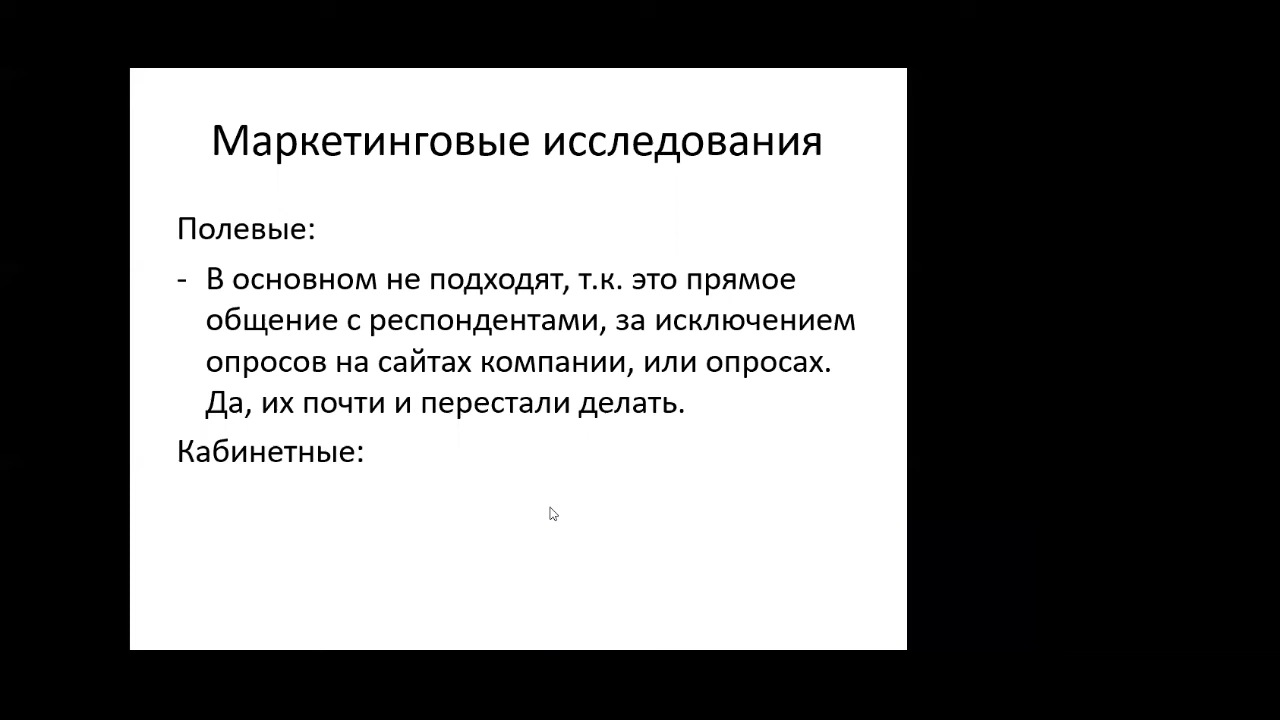 Маркетинговые исследования
Полевые:
- В основном не подходят, т.к. это прямое
общение с респондентами, за исключением
опросов на сайтах компании, или опросах.
Да, их почти и перестали делать.
Кабинетные: